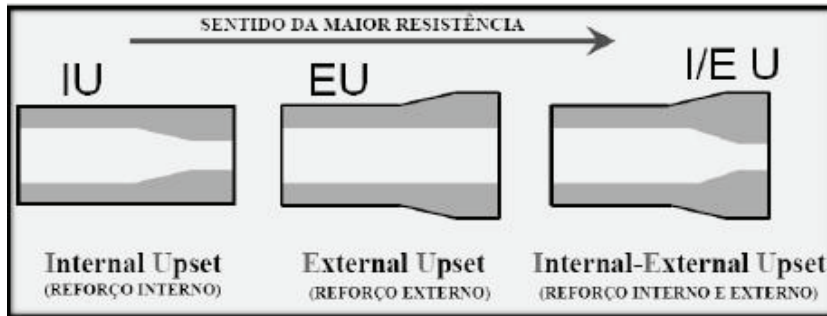 SENTIDO DA MAIOR RESISTÊNCIA
IU
EU
I/E U
Internal Upset
(REFORÇO INTERNO)
External Upset
(REFORÇO EXTERNO)
Internal-External Upset
(REFORÇO INTERNO E EXTERNO)